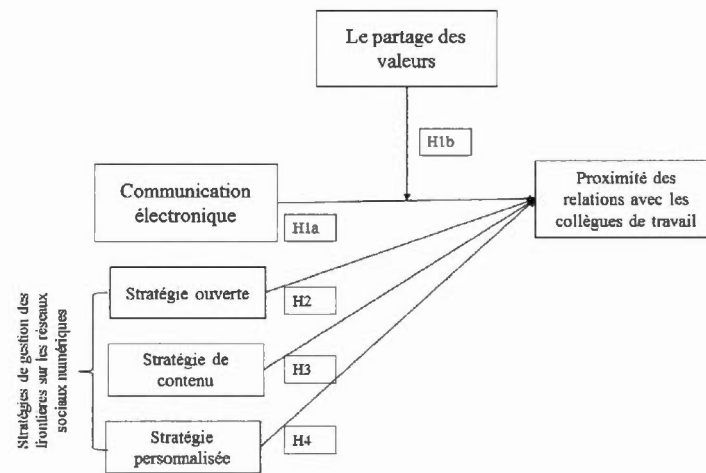 Le partage des
valeurs
H1b
Communication
électronique
H1a
Proximité des
relations avec les
collègues de travail
Stratégies de gestion des
frontières sur les réseaux
sociaux numériques
Stratégie ouverte
H2
Stratégie de
contenu
H3
Stratégie
personnalisée
H4